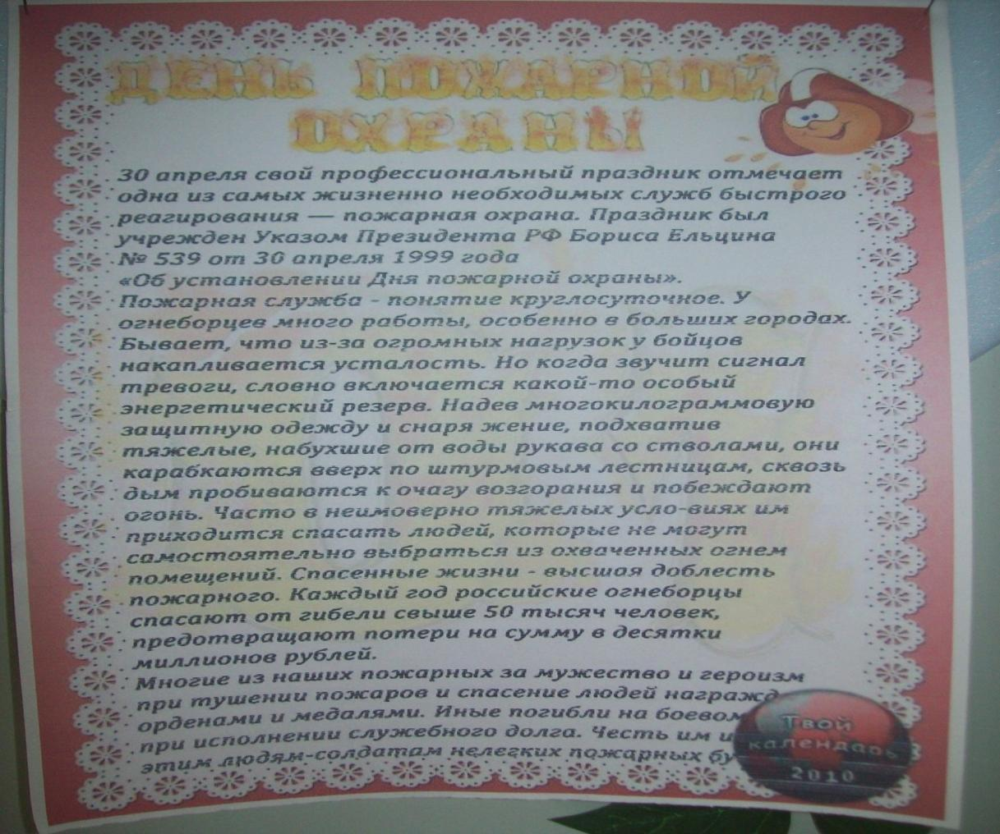 ДЕНЬ ПОЖАРНОЙ
ОХРАНЫ
30 апреля свой профессиональный праздник отмечает
одна из самых жизненно необходимых служб быстрого
реагирования — пожарная охрана. Праздник был
учрежден Указом Президента РФ Бориса Ельцина
№ 539 от 30 апреля 1999 года
«Об установлении Дня пожарной охраны».
Пожарная служба - понятие круглосуточное. У
огнеборцев много работы, особенно в больших городах.
Бывает, что из-за огромных нагрузок у бойцов
накапливается усталость. Но когда звучит сигнал
тревоги, словно включается какой-то особый
энергетический резерв. Надев многокилограммовую
защитную одежду и снаря жение, подхватив
тяжелые, набухшие от воды рукава со стволами, они
карабкаются вверх по штурмовым лестницам, сквозь
дым пробиваются к очагу возгорания и побеждают
огонь. Часто в неимоверно тяжелых усло-виях им
приходится спасать людей, которые не могут
самостоятельно выбраться из охваченных огнем
помещений. Спасенные жизни - высшая доблесть
пожарного. Каждый год российские огнеборцы
спасают от гибели свыше 50 тысяч человек,
предотвращают потери на сумму в десятки
миллионов рублей.
Многие из наших пожарных за мужество и героизм
при тушении пожаров и спасение людей награжд
орденами и медалями. Иные погибли на боевом
при исполнении служебного долга. Честь им и
этим людям-солдатам нелегких пожарных бу
Твой
календарь
2010